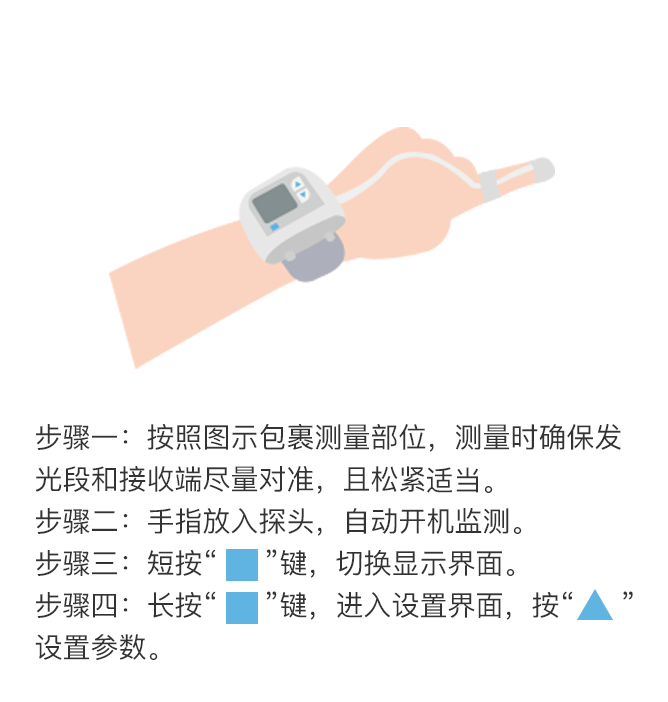 步骤一：按照图示包裹测量部位，测量时确保发
光段和接收端尽量对准，且松紧适当。
步骤二：手指放入探头，自动开机监测。
步骤三：短按“■”键，切换显示界面。
步骤四：长按“■”键，进入设置界面，按“▲”
设置参数。